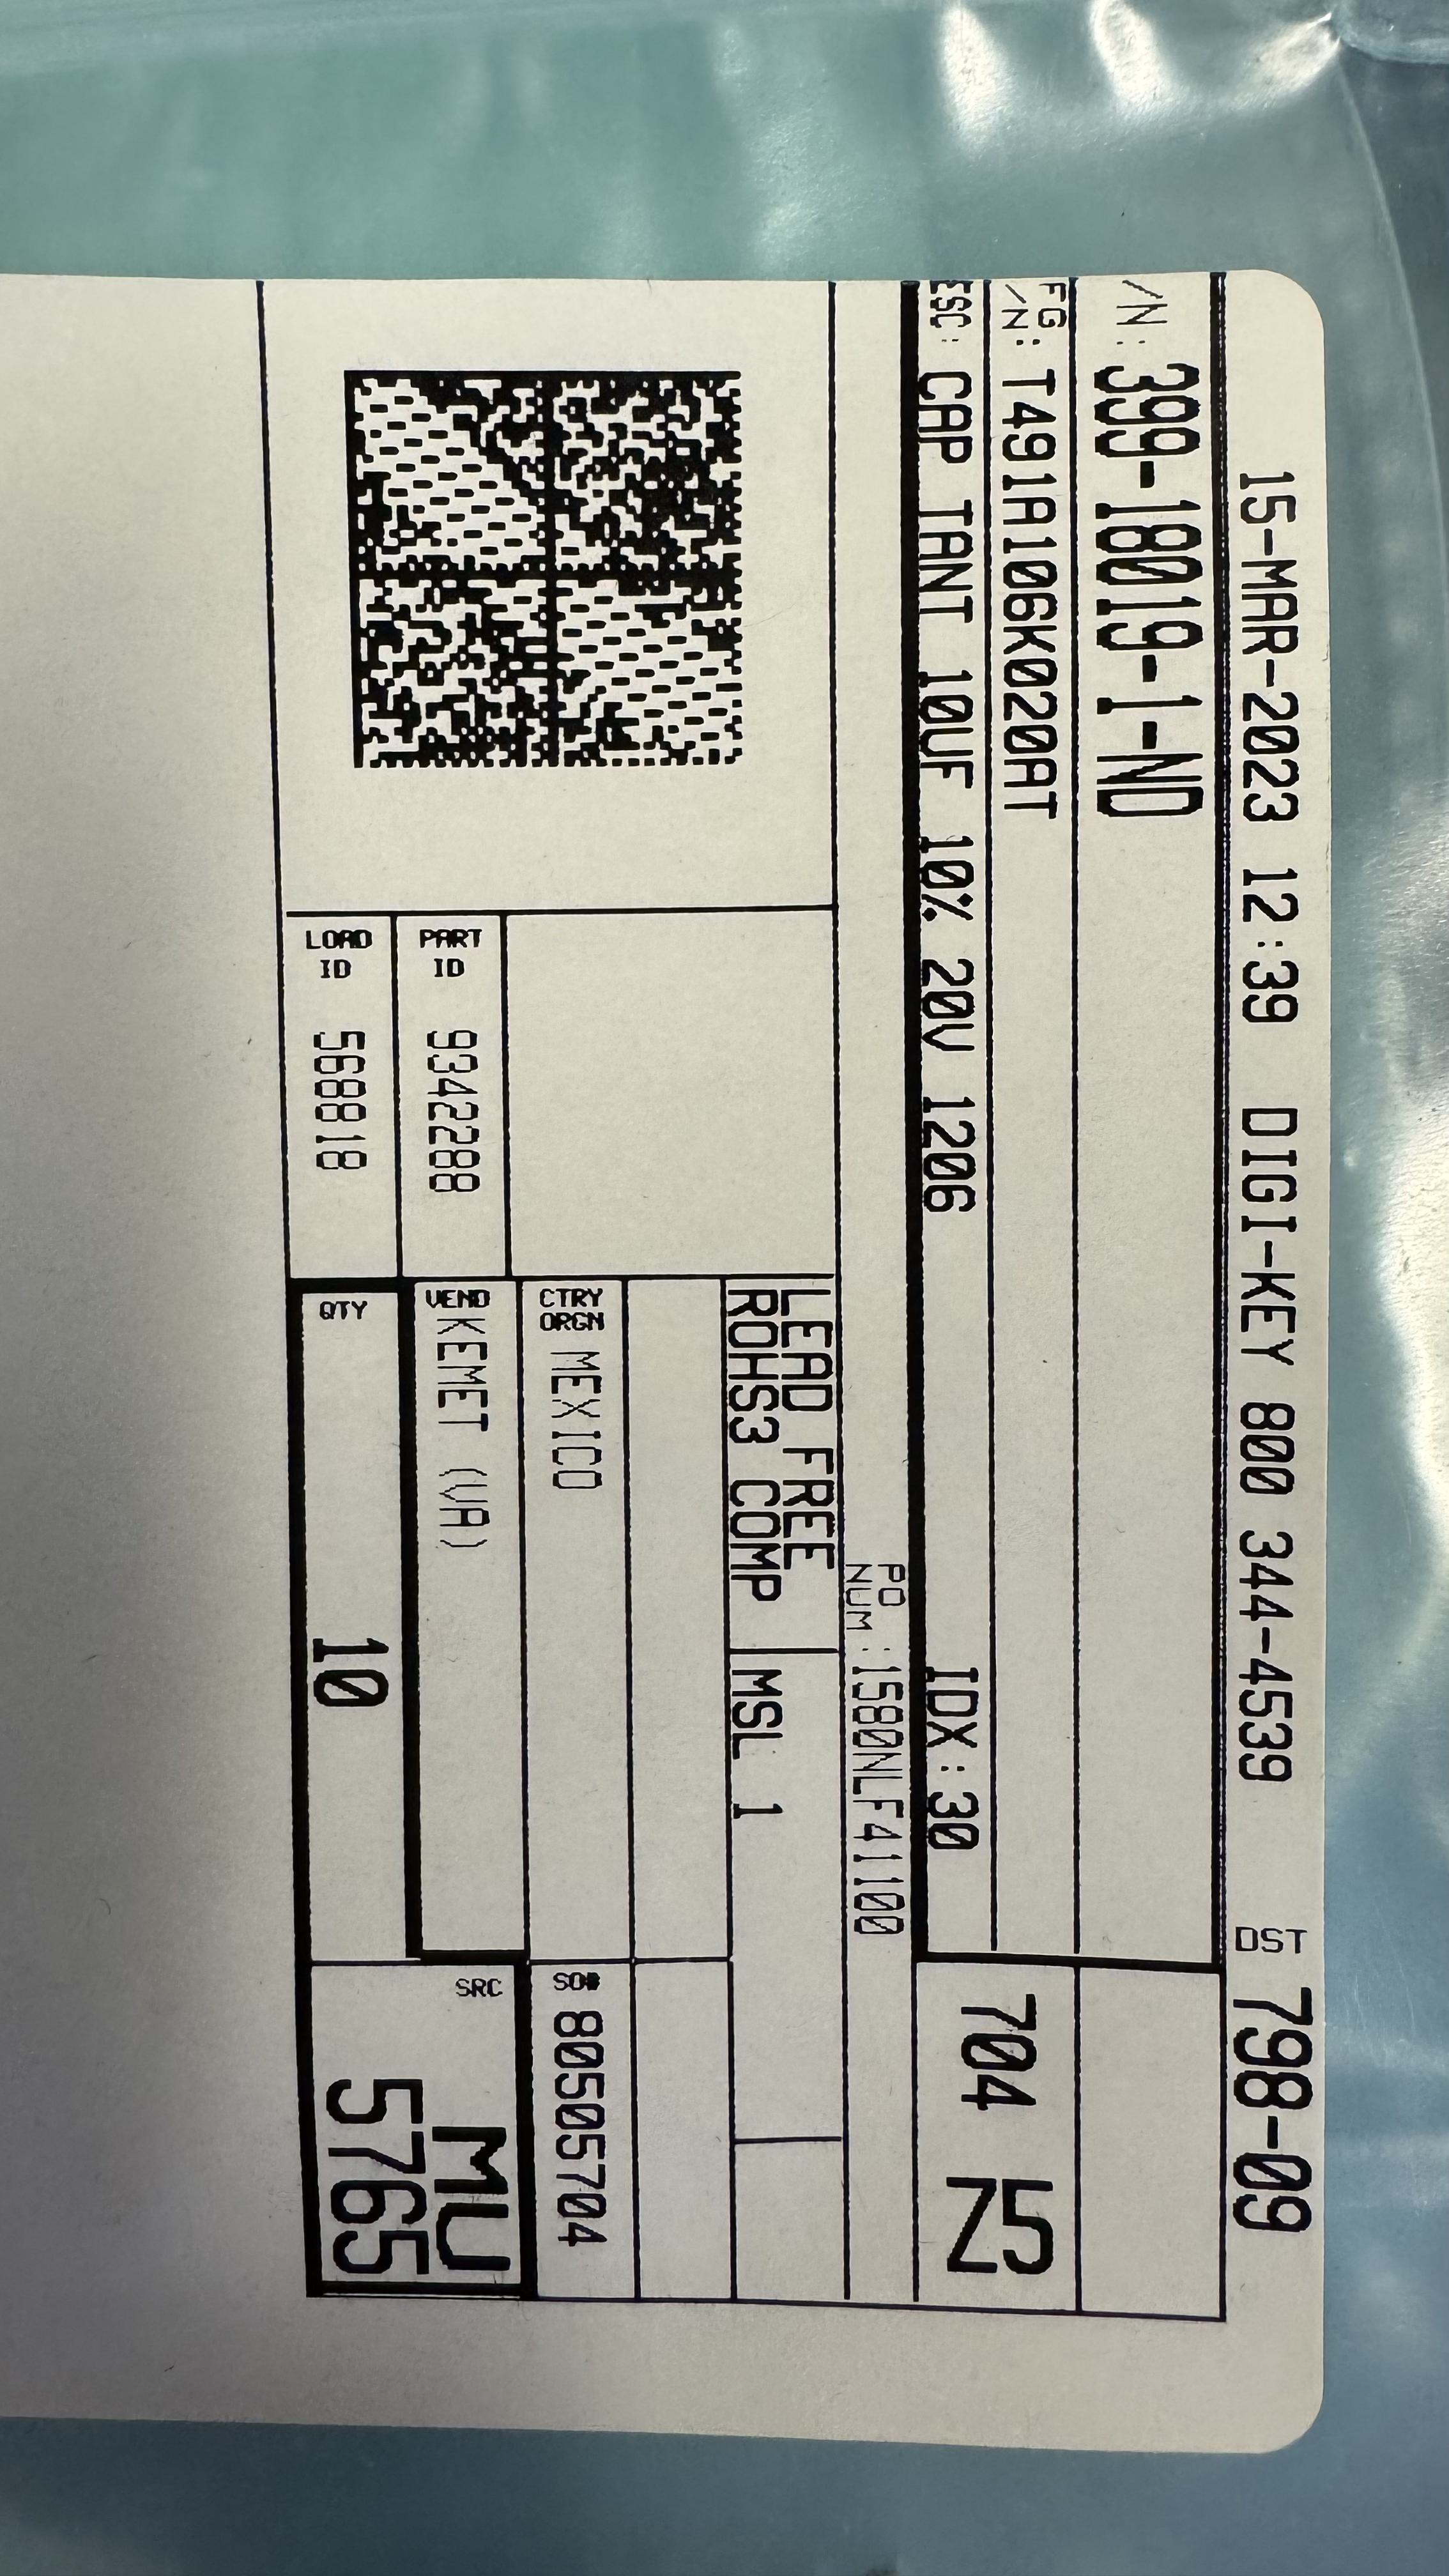 15-MAR-2023 12:39 DIGI-KEY 800 344-4539 DST 798-09
/N: 399-18019-1-ND
FG
/N: T491A106K020AT
ESC: CAP TANT 10UF 10% 20V 1206 IDX:30
704 Z5
PO
NUM :1580NLF41100
LEAD FREE
ROHS3 COMP MSL 1
CTRY
ORGN MEXICO
SO# 80505704
PART
ID 9342288
VEND KEMET (VA)
LOAD
ID 568818
QTY 10
SRC
MU
5765